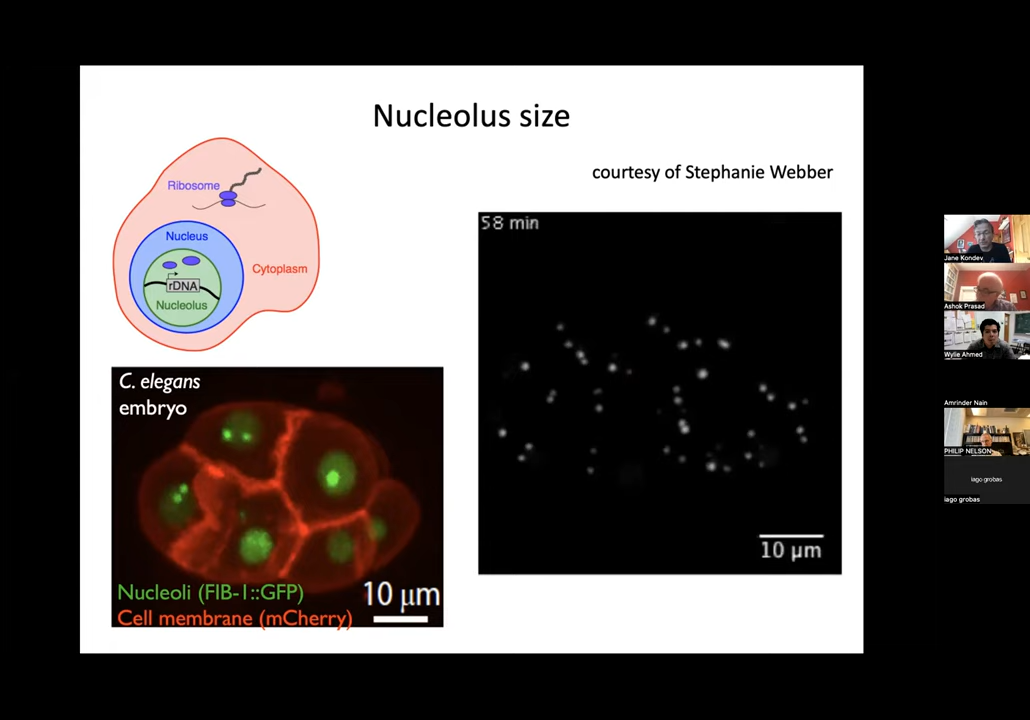 Nucleolus size
courtesy of Stephanie Webber
Ribosome
Nucleus
Cytoplasm
rDNA
Nucleolus
C. elegans
embryo
Nucleoli (FIB-1::GFP)
Cell membrane (mCherry)
10 μm
58 min
10 μm
Jane Kondev
Ashok Prasad
Wylie Ahmed
Amrinder Nain
PHILIP NELSON
Iago grobas
Iago grobas